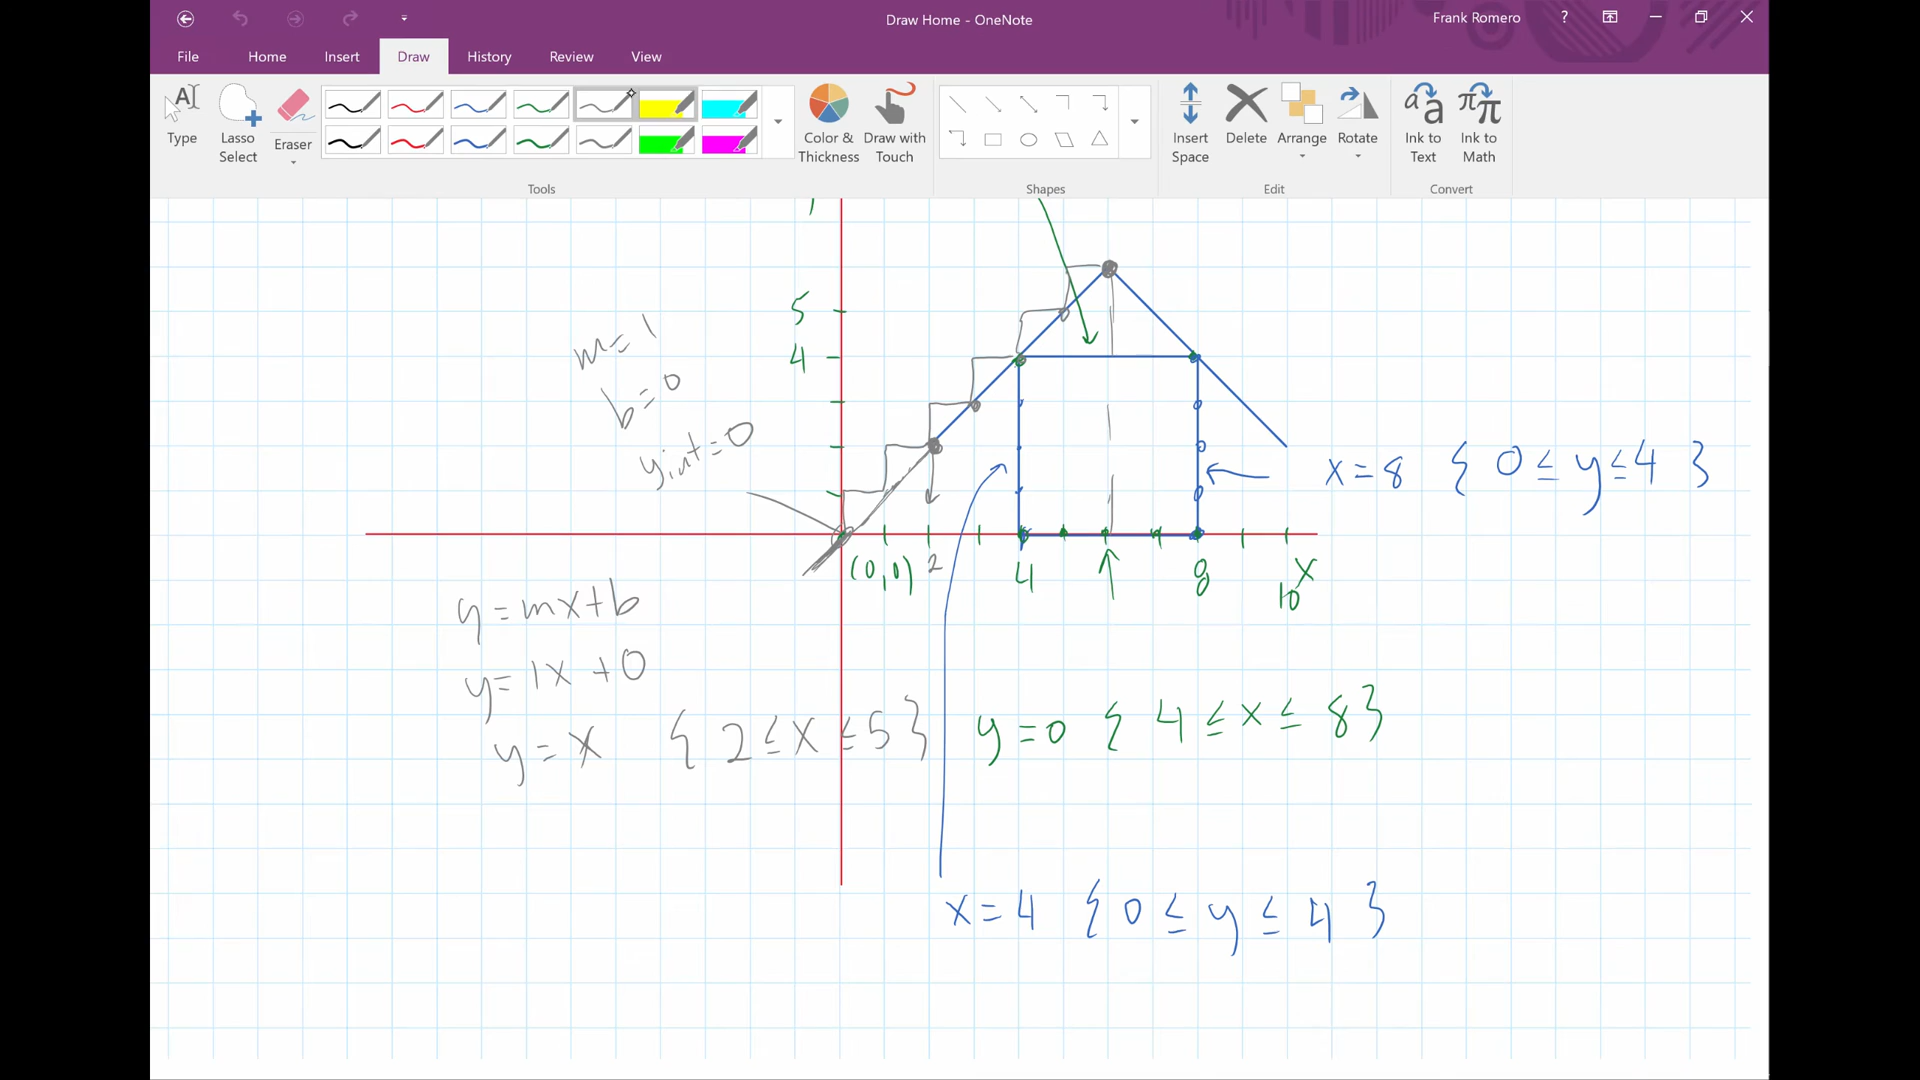 Draw Home - OneNote
Frank Romero
?
File
Home
Insert
Draw
History
Review
View
Type
Lasso Select
Eraser
Color & Thickness
Draw with Touch
Insert Space
Delete
Arrange
Rotate
Ink to Text
Ink to Math
Tools
Shapes
Edit
Convert
5
4
m=1
b=0
yint=0
x=8 { 0≤y≤4 }
(0,0)
2
4
8
x
10
y=mx+b
y=1x+0
y=x { 2≤x≤5}
y=0 { 4≤x≤8}
x=4 {0≤y≤4}